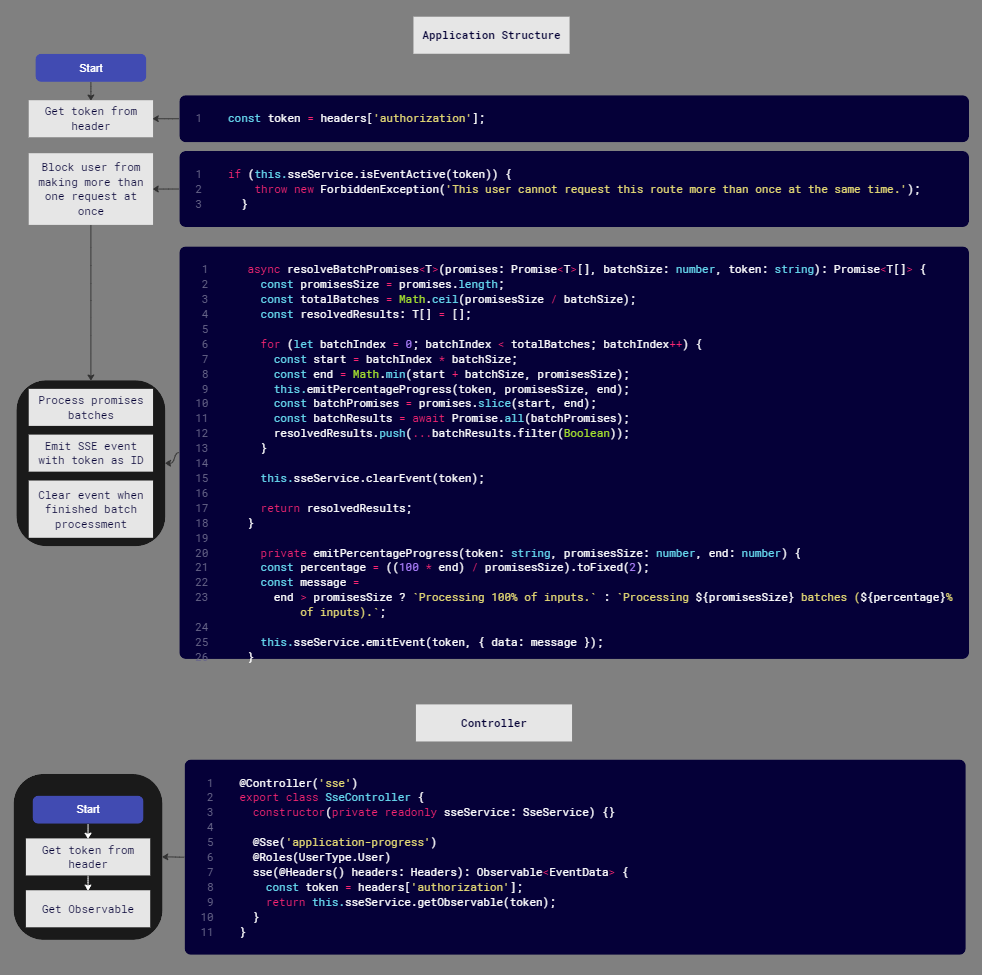 Application Structure
Start
Get token from
header
1 const token = headers['authorization'];
Block user from
making more than
one request at
once
1 if (this.sseService.isEventActive(token)) {
2 throw new ForbiddenException('This user cannot request this route more than once at the same time.');
3 }
1 async resolveBatchPromises<T>(promises: Promise<T>[], batchSize: number, token: string): Promise<T[]> {
2 const promisesSize = promises.length;
3 const totalBatches = Math.ceil(promisesSize / batchSize);
4 const resolvedResults: T[] = [];
5
6 for (let batchIndex = 0; batchIndex < totalBatches; batchIndex++) {
7 const start = batchIndex * batchSize;
8 const end = Math.min(start + batchSize, promisesSize);
9 this.emitPercentageProgress(token, promisesSize, end);
10 const batchPromises = promises.slice(start, end);
11 const batchResults = await Promise.all(batchPromises);
12 resolvedResults.push(...batchResults.filter(Boolean));
13 }
14
15 this.sseService.clearEvent(token);
16
17 return resolvedResults;
18 }
19
20 private emitPercentageProgress(token: string, promisesSize: number, end: number) {
21 const percentage = ((100 * end) / promisesSize).toFixed(2);
22 const message =
23 end > promisesSize ? `Processing 100% of inputs.` : `Processing ${promisesSize} batches (${percentage}%
of inputs).`;
24
25 this.sseService.emitEvent(token, { data: message });
26 }
Process promises
batches
Emit SSE event
with token as ID
Clear event when
finished batch
processment
Controller
Start
Get token from
header
Get Observable
1 @Controller('sse')
2 export class SseController {
3 constructor(private readonly sseService: SseService) {}
4
5 @Sse('application-progress')
6 @Roles(UserType.User)
7 sse(@Headers() headers: Headers): Observable<EventData> {
8 const token = headers['authorization'];
9 return this.sseService.getObservable(token);
10 }
11 }